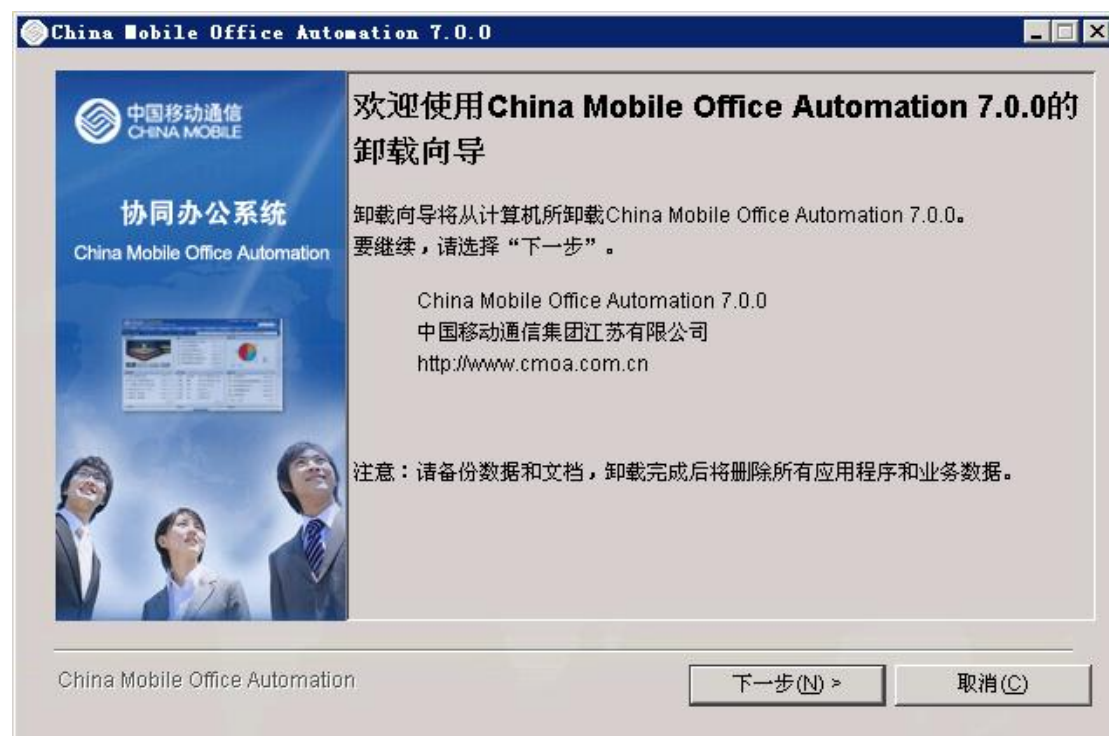 China Mobile Office Automation 7.0.0
中国移动通信
CHINA MOBILE
协同办公系统
China Mobile Office Automation
欢迎使用China Mobile Office Automation 7.0.0的
卸载向导
卸载向导将从计算机所卸载China Mobile Office Automation 7.0.0。
要继续，请选择“下一步”。
China Mobile Office Automation 7.0.0
中国移动通信集团江苏有限公司
http://www.cmoa.com.cn
注意：请备份数据和文档，卸载完成后将删除所有应用程序和业务数据。
China Mobile Office Automation
下一步(N) >
取消(C)